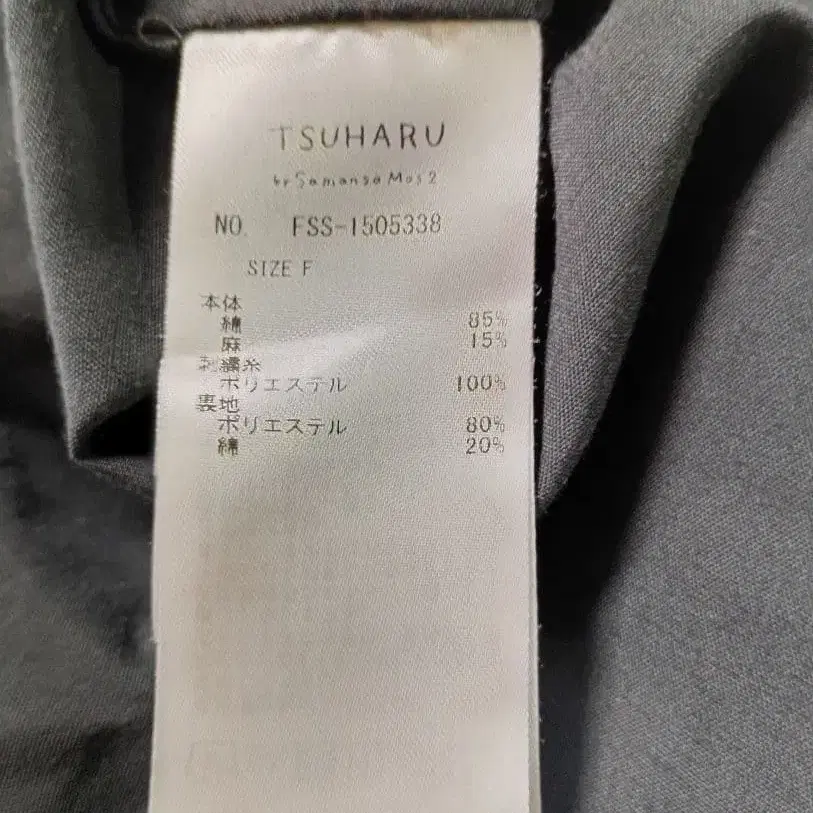 TSUHARU
by Samansa Mos2
NO. FSS-1505338
SIZE F
本体
綿 85%
麻 15%
刺繍糸
ポリエステル 100%
裏地
ポリエステル 80%
綿 20%